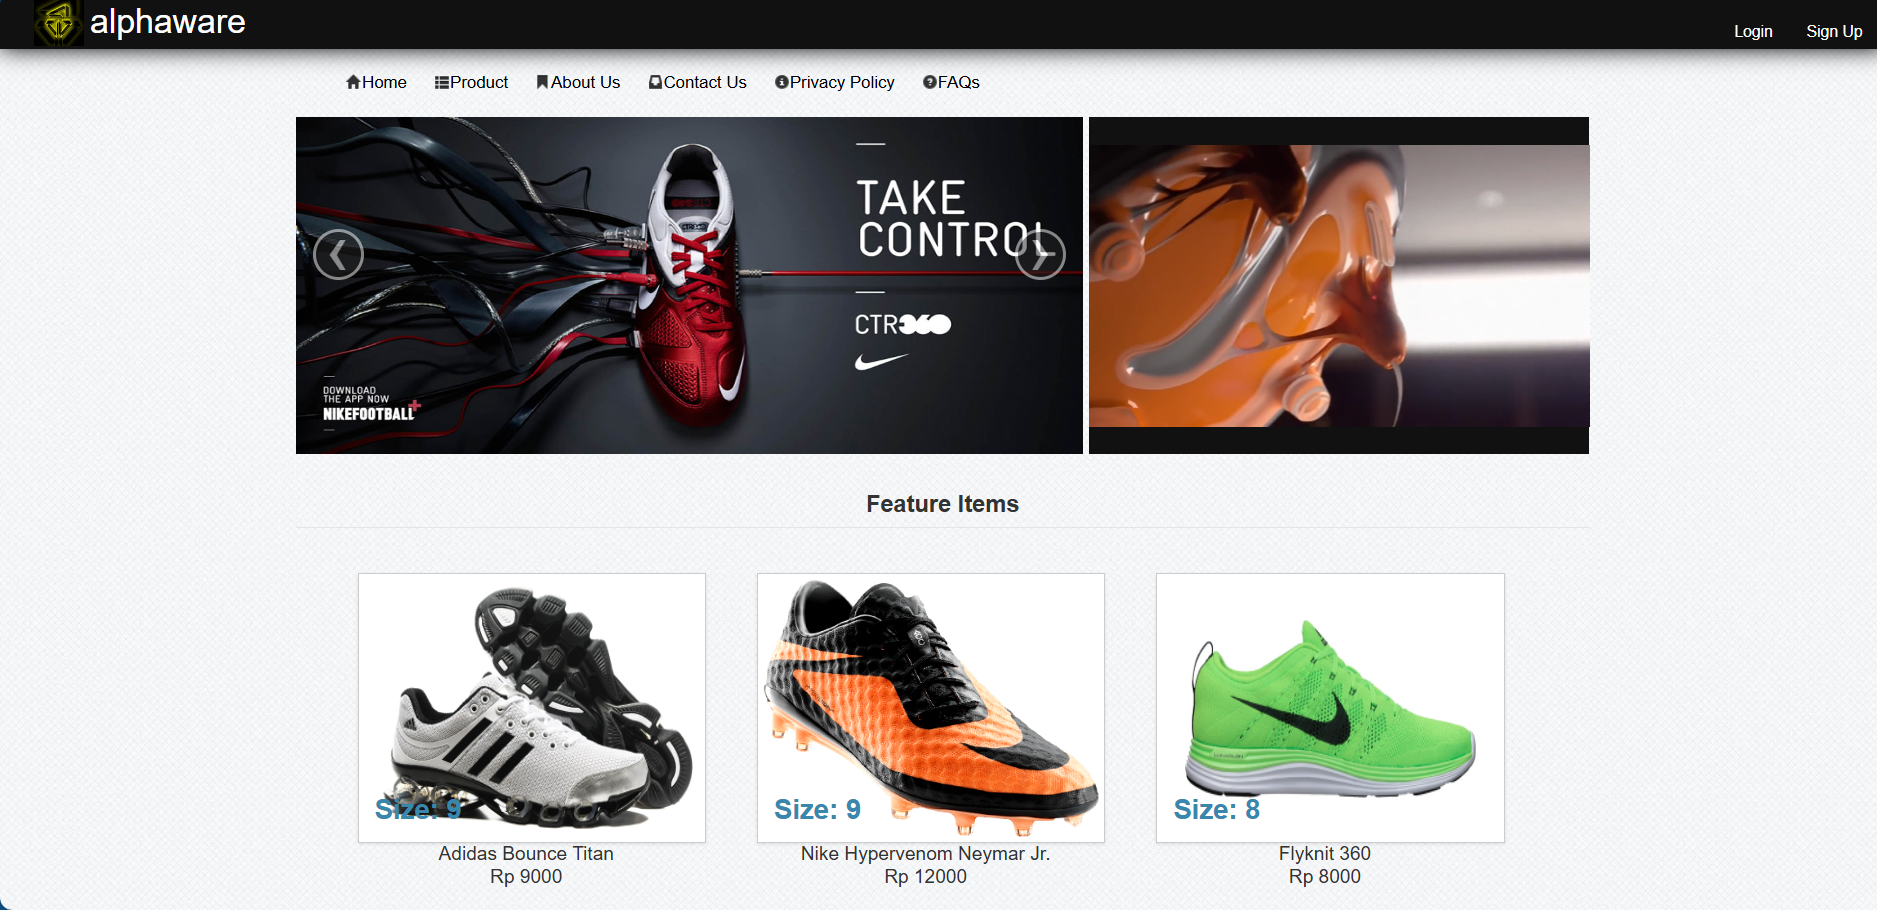 alphaware
Login
Sign Up
Home
Product
About Us
Contact Us
Privacy Policy
FAQs
TAKE
CONTROL
CTR360
DOWNLOAD
THE APP NOW
NIKEFOOTBALL+
Feature Items
Size: 9
Size: 9
Size: 8
Adidas Bounce Titan
Rp 9000
Nike Hypervenom Neymar Jr.
Rp 12000
Flyknit 360
Rp 8000